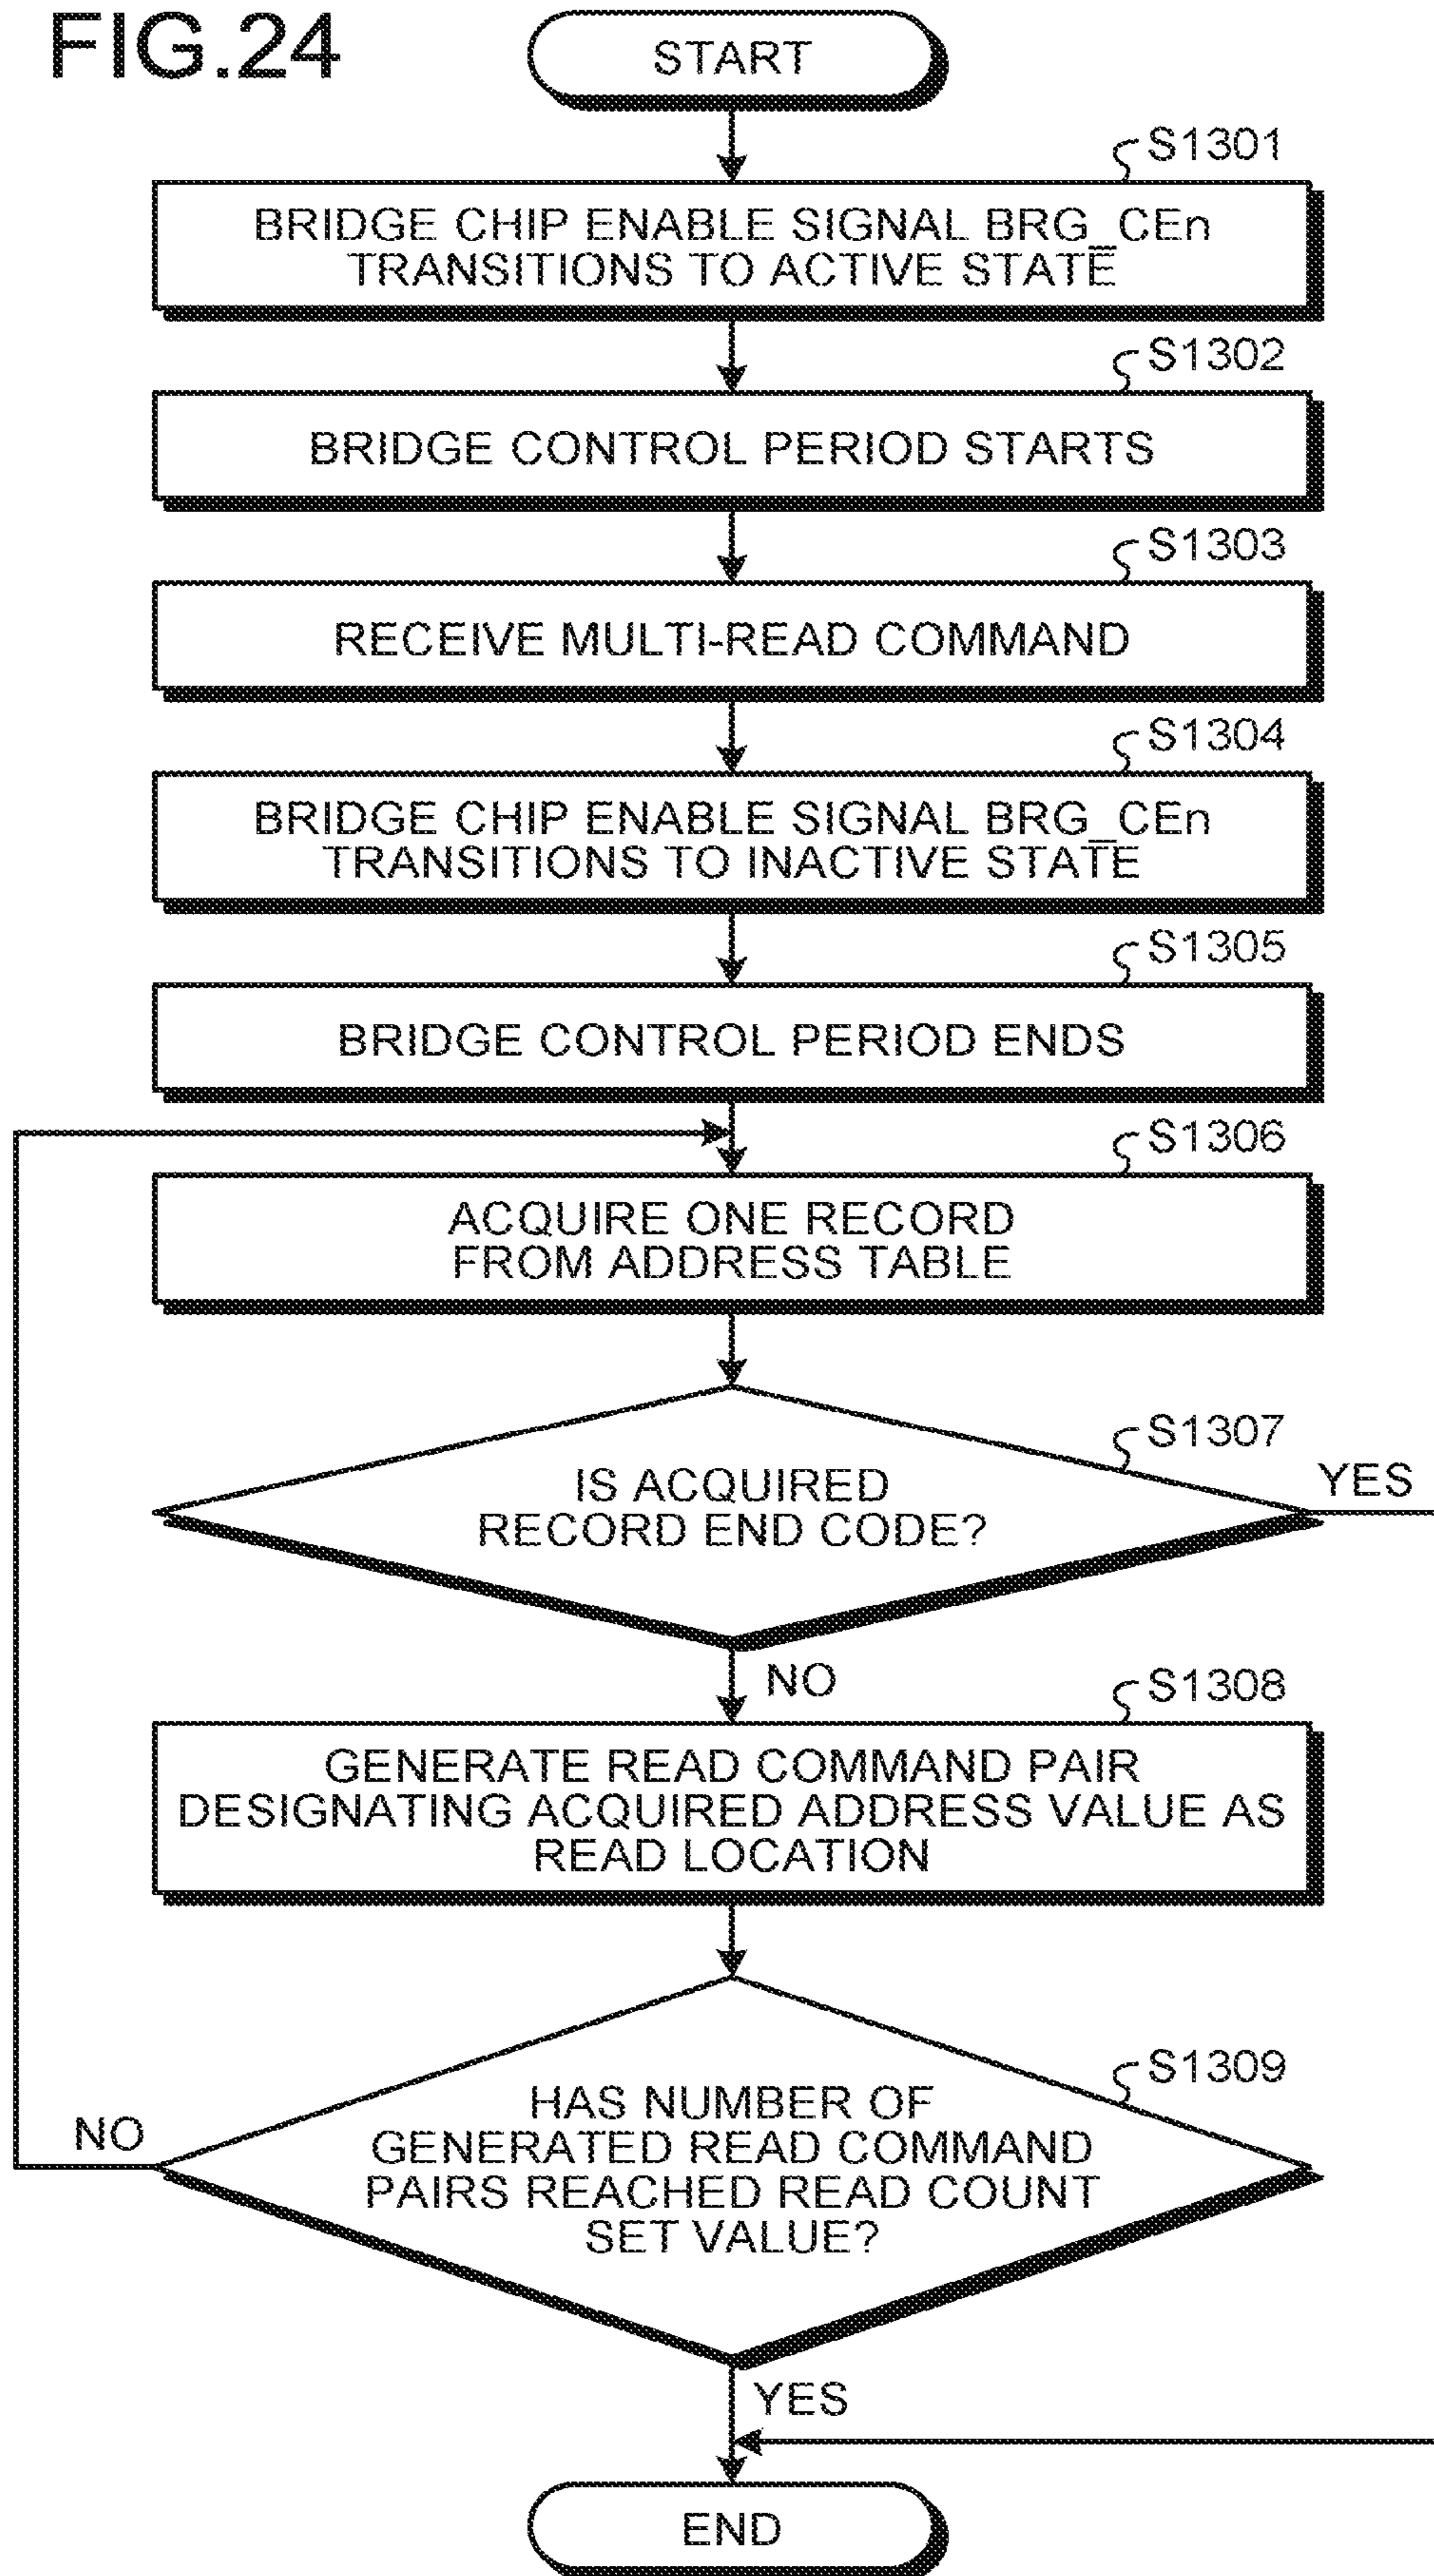 FIG.24
START
S1301
BRIDGE CHIP ENABLE SIGNAL BRG_CEn
TRANSITIONS TO ACTIVE STATE
S1302
BRIDGE CONTROL PERIOD STARTS
S1303
RECEIVE MULTI-READ COMMAND
S1304
BRIDGE CHIP ENABLE SIGNAL BRG_CEn
TRANSITIONS TO INACTIVE STATE
S1305
BRIDGE CONTROL PERIOD ENDS
S1306
ACQUIRE ONE RECORD
FROM ADDRESS TABLE
S1307
IS ACQUIRED
RECORD END CODE?
YES
NO
S1308
GENERATE READ COMMAND PAIR
DESIGNATING ACQUIRED ADDRESS VALUE AS
READ LOCATION
S1309
HAS NUMBER OF
GENERATED READ COMMAND
PAIRS REACHED READ COUNT
SET VALUE?
NO
YES
END